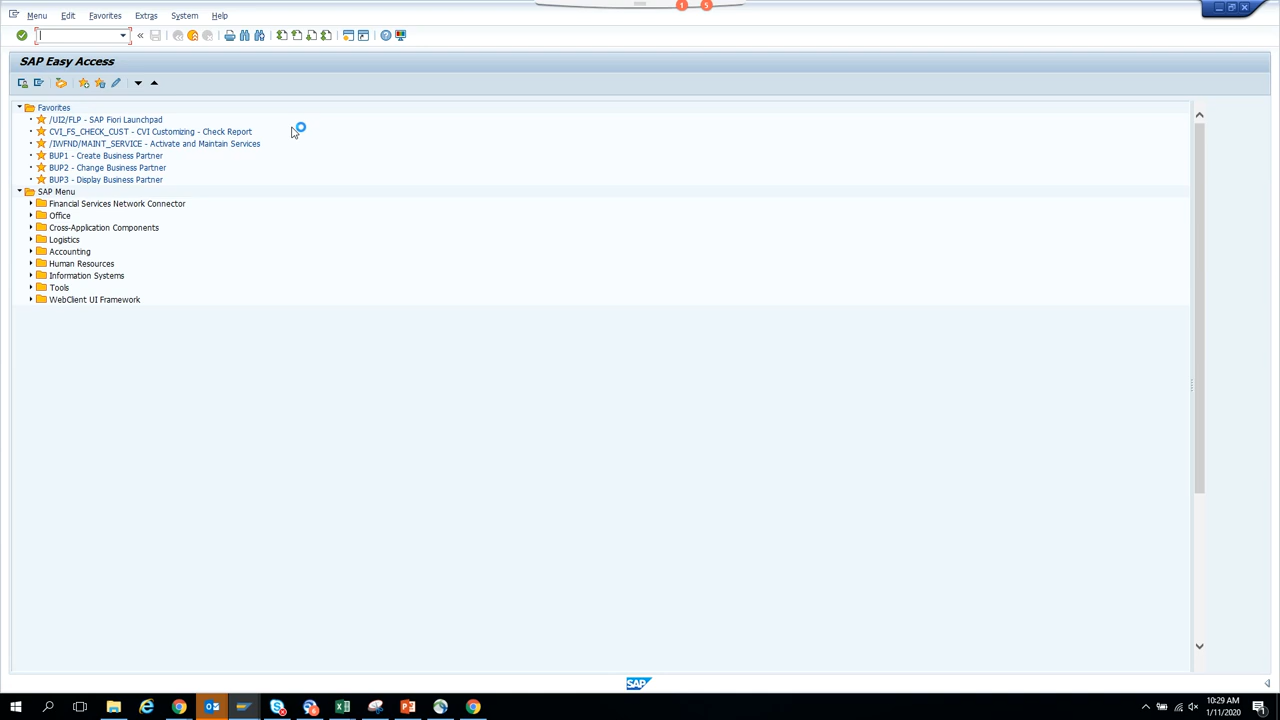 1 5
Menu Edit Favorites Extras System Help
SAP Easy Access
Favorites
/UI2/FLP - SAP Fiori Launchpad
CVI_FS_CHECK_CUST - CVI Customizing - Check Report
/IWFND/MAINT_SERVICE - Activate and Maintain Services
BUP1 - Create Business Partner
BUP2 - Change Business Partner
BUP3 - Display Business Partner
SAP Menu
Financial Services Network Connector
Office
Cross-Application Components
Logistics
Accounting
Human Resources
Information Systems
Tools
WebClient UI Framework
SAP
10:29 AM
1/11/2020